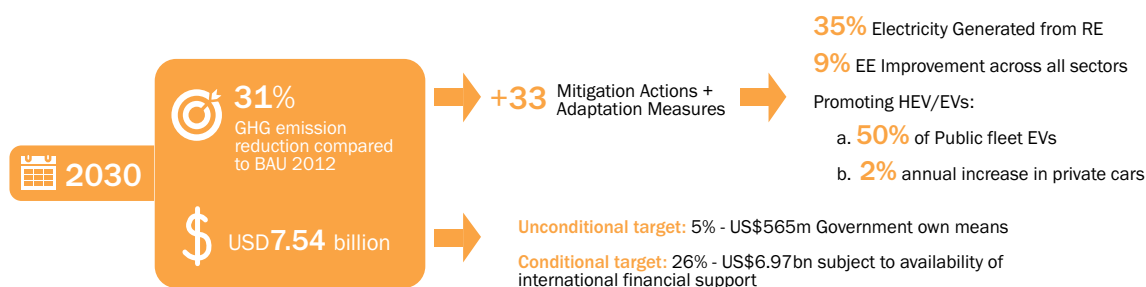 2030
31%
GHG emission
reduction compared
to BAU 2012
USD7.54 billion
+33 Mitigation Actions +
Adaptation Measures
35% Electricity Generated from RE
9% EE Improvement across all sectors
Promoting HEV/EVs:
a. 50% of Public fleet EVs
b. 2% annual increase in private cars
Unconditional target: 5% - US$565m Government own means
Conditional target: 26% - US$6.97bn subject to availability of
international financial support